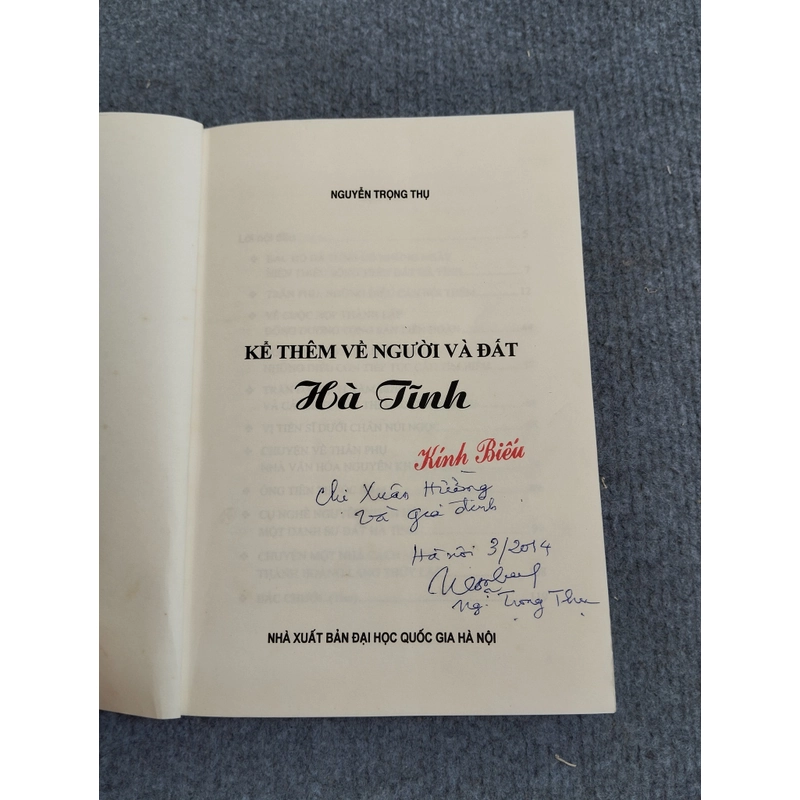 NGUYỄN TRỌNG THỤ
KỂ THÊM VỀ NGƯỜI VÀ ĐẤT
Hà Tĩnh
Kính Biếu
Chị Xuân Hường
và gia đình
Hà nội 3/2014
Ng. Trọng Thụ
NHÀ XUẤT BẢN ĐẠI HỌC QUỐC GIA HÀ NỘI